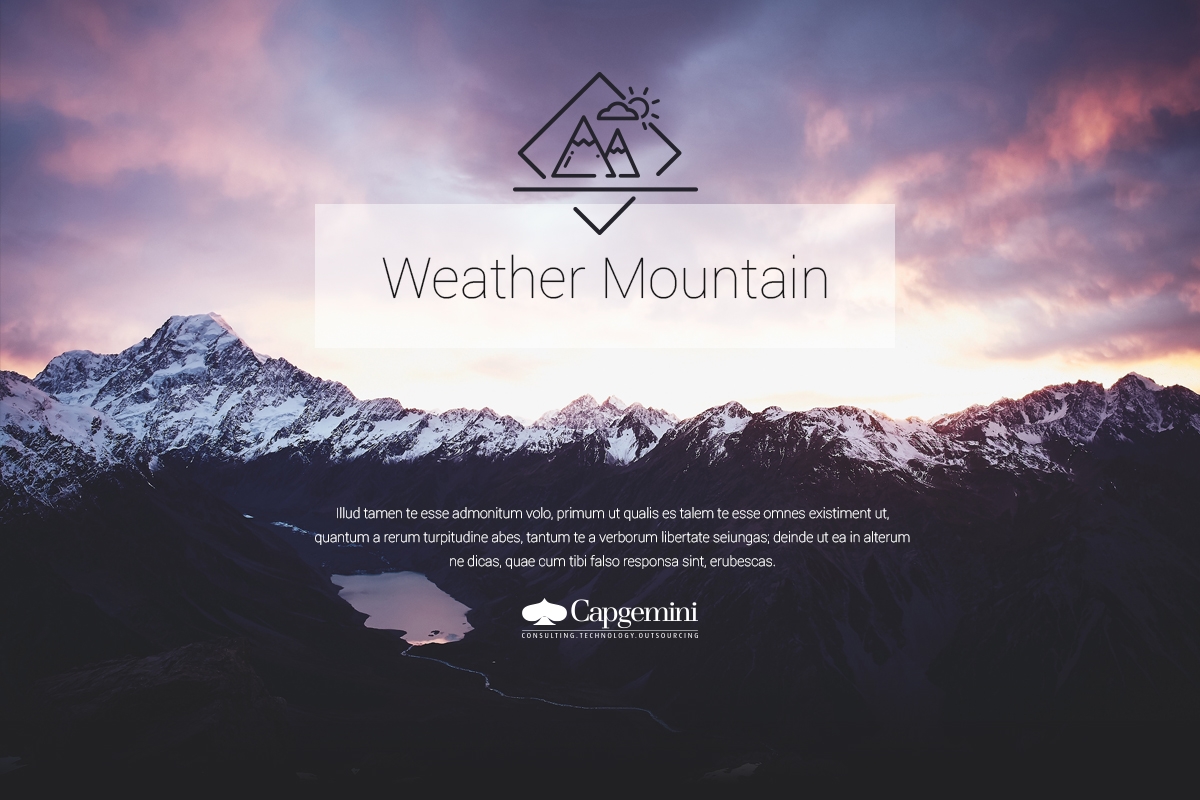 Weather Mountain
Illud tamen te esse admonitum volo, primum ut qualis es talem te esse omnes existiment ut,
quantum a rerum turpitudine abes, tantum te a verborum libertate seiungas; deinde ut ea in alterum
ne dicas, quae cum tibi falso responsa sint, erubescas.
Capgemini
CONSULTING.TECHNOLOGY.OUTSOURCING